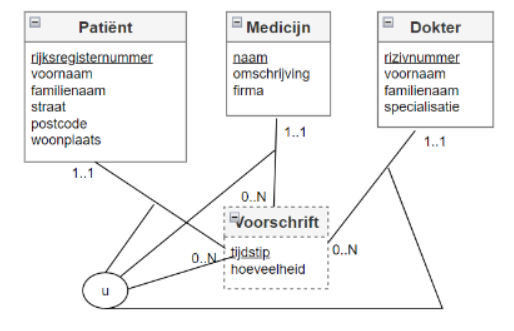 Patiënt
rijksregisternummer
voornaam
familienaam
straat
postcode
woonplaats
Medicijn
naam
omschrijving
firma
Dokter
rizivnummer
voornaam
familienaam
specialisatie
1..1
1..1
1..1
0..N
Voorschrift
tijdstip
hoeveelheid
0..N
0..N
u